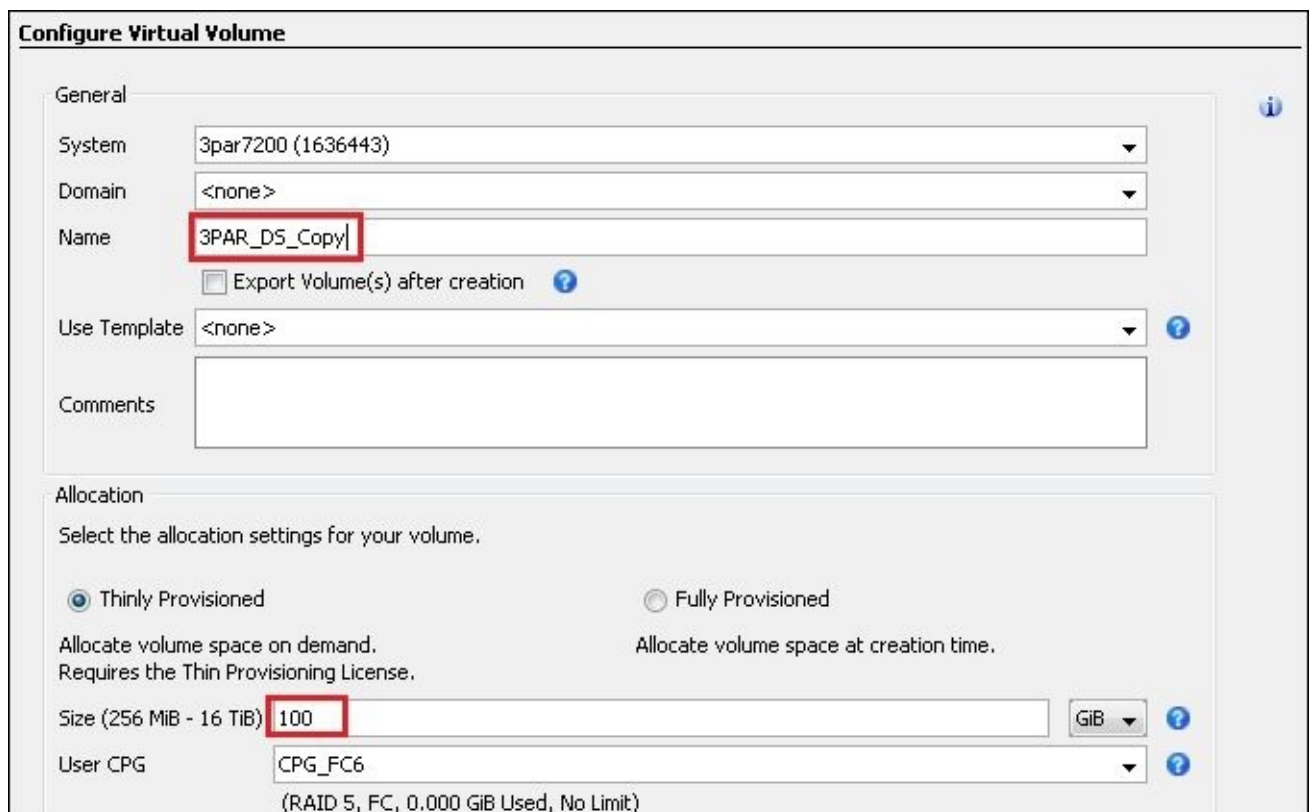 Configure Virtual Volume
General
System 3par7200 (1636443)
Domain <none>
Name 3PAR_DS_Copy
Export Volume(s) after creation
Use Template <none>
Comments
Allocation
Select the allocation settings for your volume.
Thinly Provisioned Fully Provisioned
Allocate volume space on demand. Allocate volume space at creation time.
Requires the Thin Provisioning License.
Size (256 MiB - 16 TiB) 100 GiB
User CPG CPG_FC6
(RAID 5, FC, 0.000 GiB Used, No Limit)